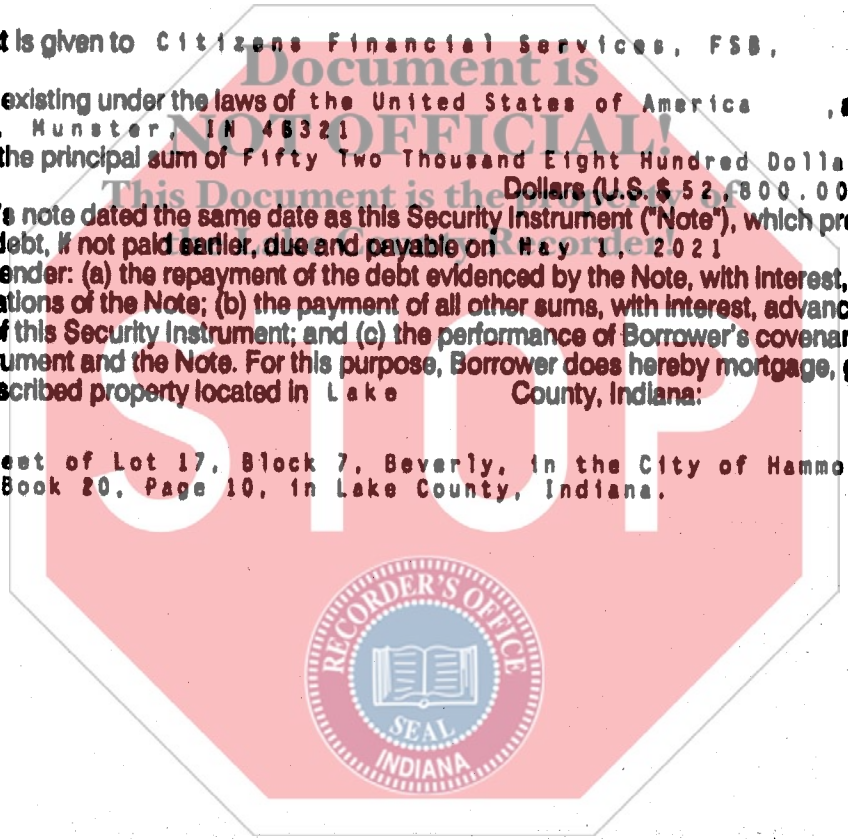 t is given to Citizens Financial Services, FSB,
Document is
existing under the laws of the United States of America , a
, Munster, IN 46321
NOT OFFICIAL!
the principal sum of Fifty Two Thousand Eight Hundred Dolla
This Document is the property of
Dollars (U.S. $ 52,800.00
's note dated the same date as this Security Instrument ("Note"), which pr
debt, if not paid earlier, due and payable on May 1, 2021
the Lake County Recorder!
ender: (a) the repayment of the debt evidenced by the Note, with interest,
ations of the Note; (b) the payment of all other sums, with interest, advanc
f this Security Instrument; and (c) the performance of Borrower's covenar
ument and the Note. For this purpose, Borrower does hereby mortgage, g
scribed property located in Lake County, Indiana:
STOP
eet of Lot 17, Block 7, Beverly, in the City of Hammo
Book 20, Page 10, in Lake County, Indiana.
RECORDER'S OFFICE
SEAL
INDIANA